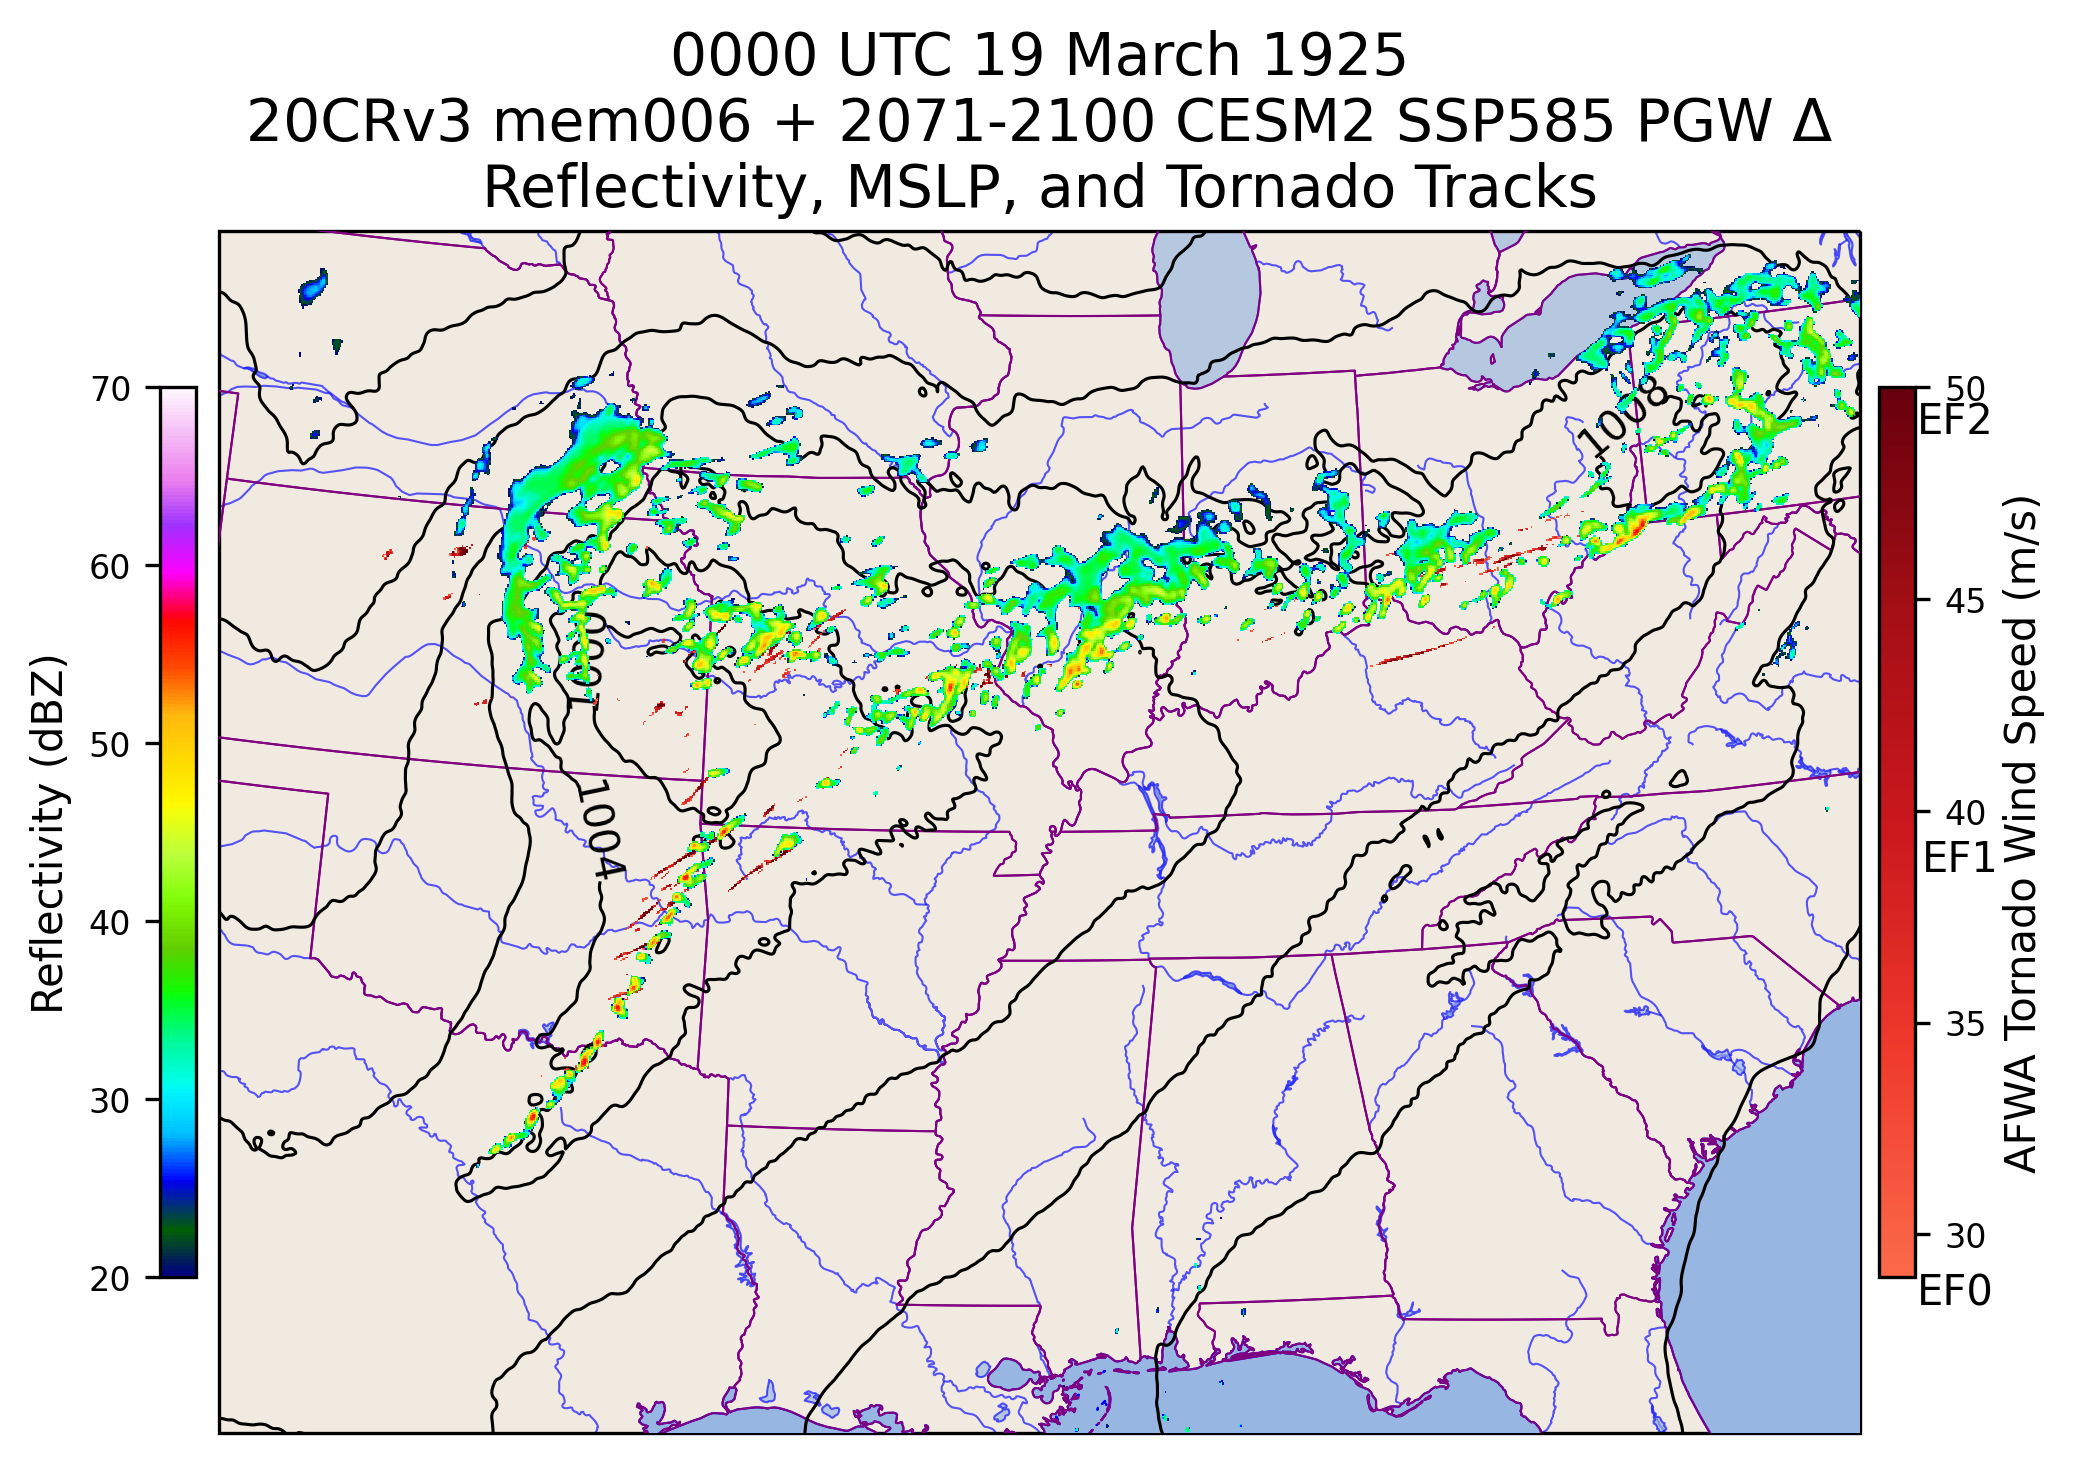 0000 UTC 19 March 1925
20CRv3 mem006 + 2071-2100 CESM2 SSP585 PGW Δ
Reflectivity, MSLP, and Tornado Tracks
70
60
50
40
30
20
Reflectivity (dBZ)
1008
1000
1004
50
EF2
45
40
EF1
35
30
EF0
AFWA Tornado Wind Speed (m/s)